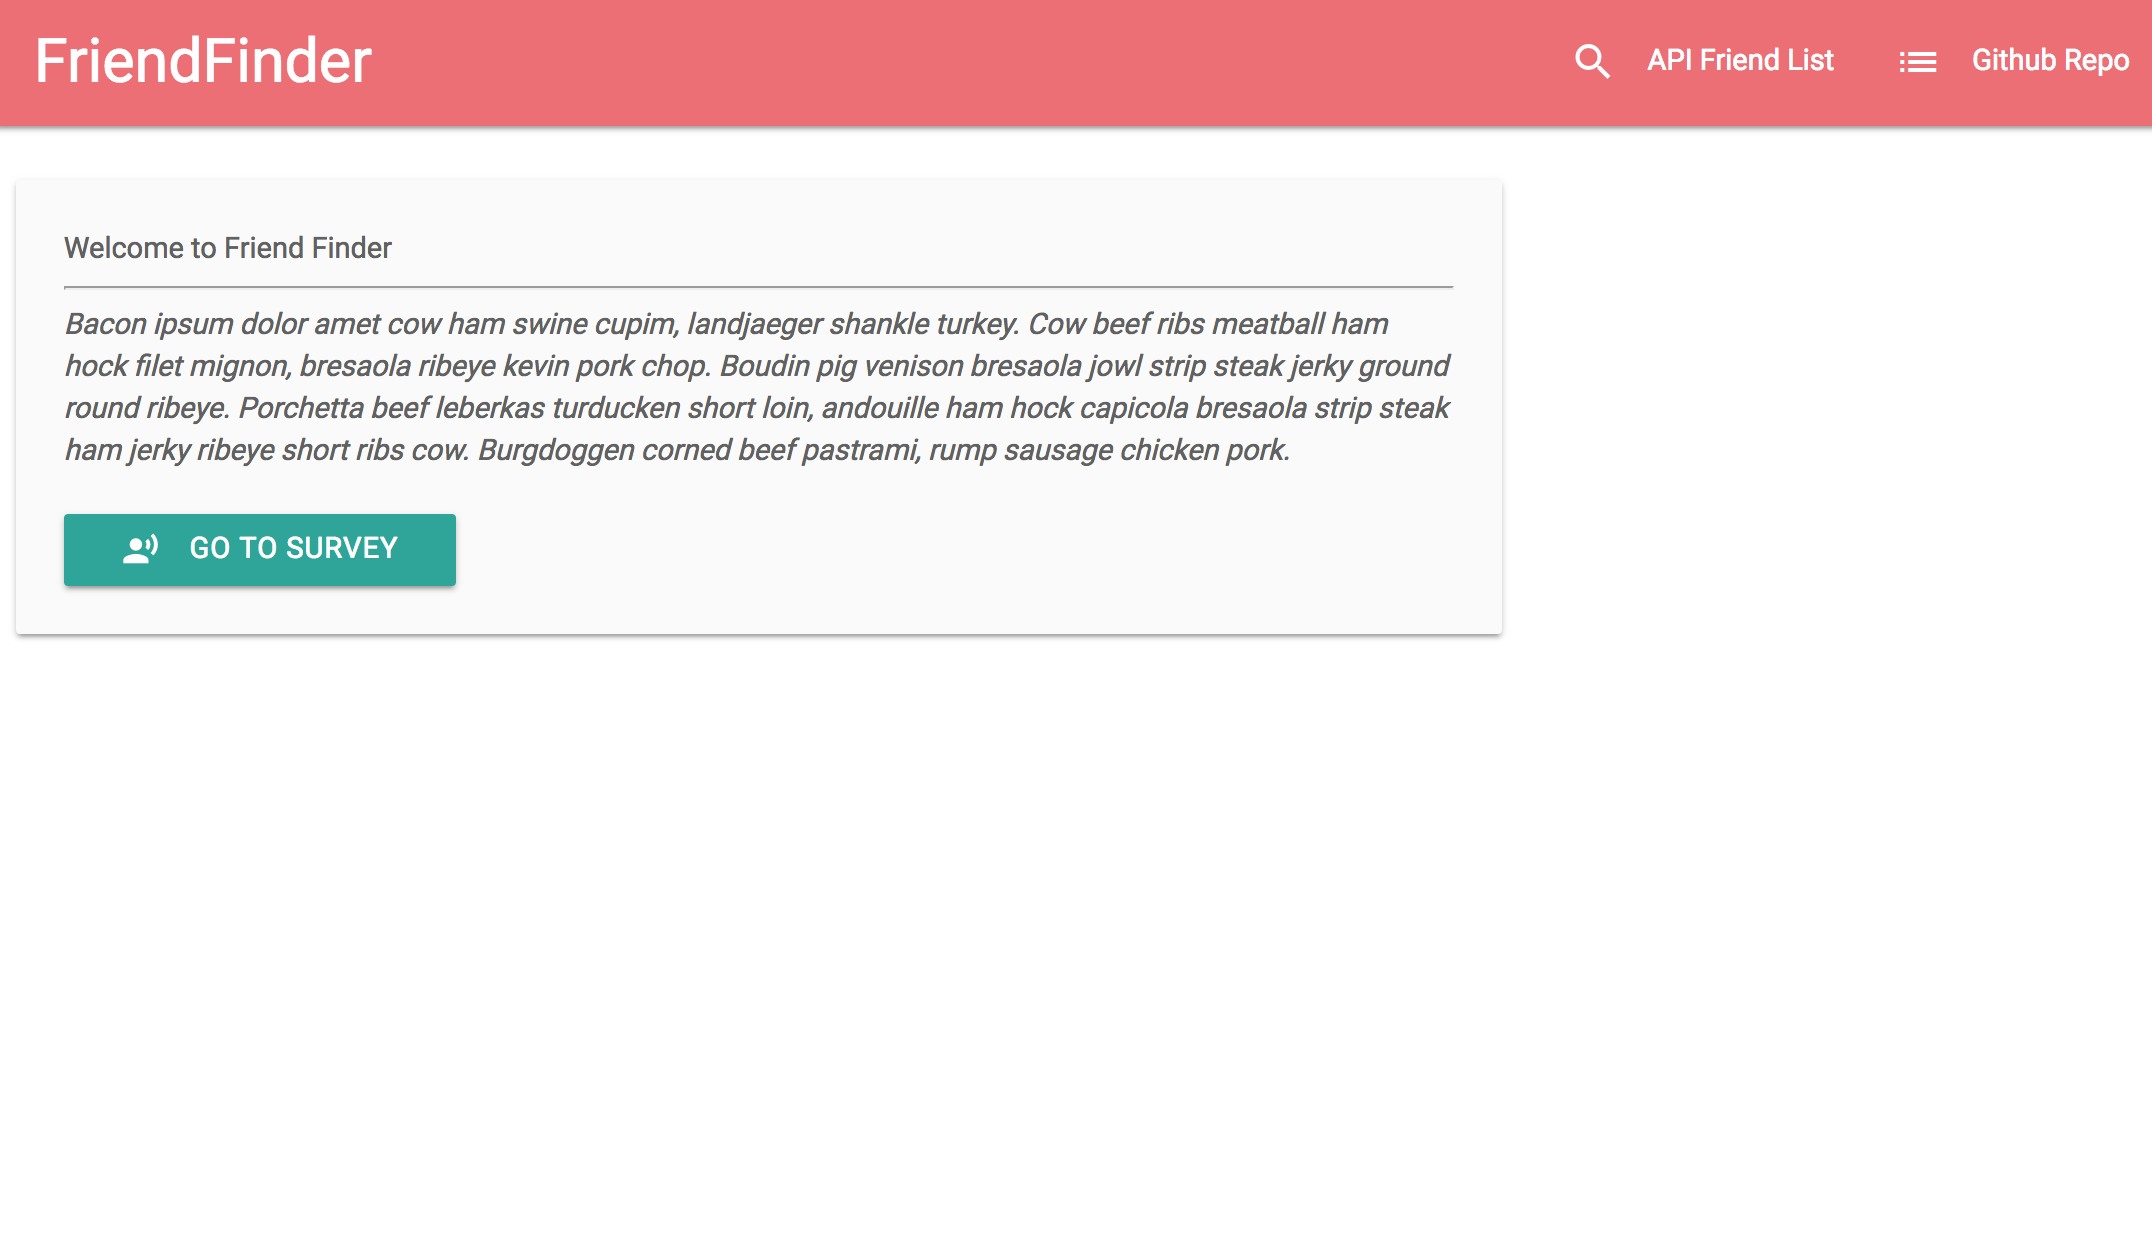 FriendFinder
API Friend List
Github Repo
Welcome to Friend Finder
Bacon ipsum dolor amet cow ham swine cupim, landjaeger shankle turkey. Cow beef ribs meatball ham
hock filet mignon, bresaola ribeye kevin pork chop. Boudin pig venison bresaola jowl strip steak jerky ground
round ribeye. Porchetta beef leberkas turducken short loin, andouille ham hock capicola bresaola strip steak
ham jerky ribeye short ribs cow. Burgdoggen corned beef pastrami, rump sausage chicken pork.
GO TO SURVEY